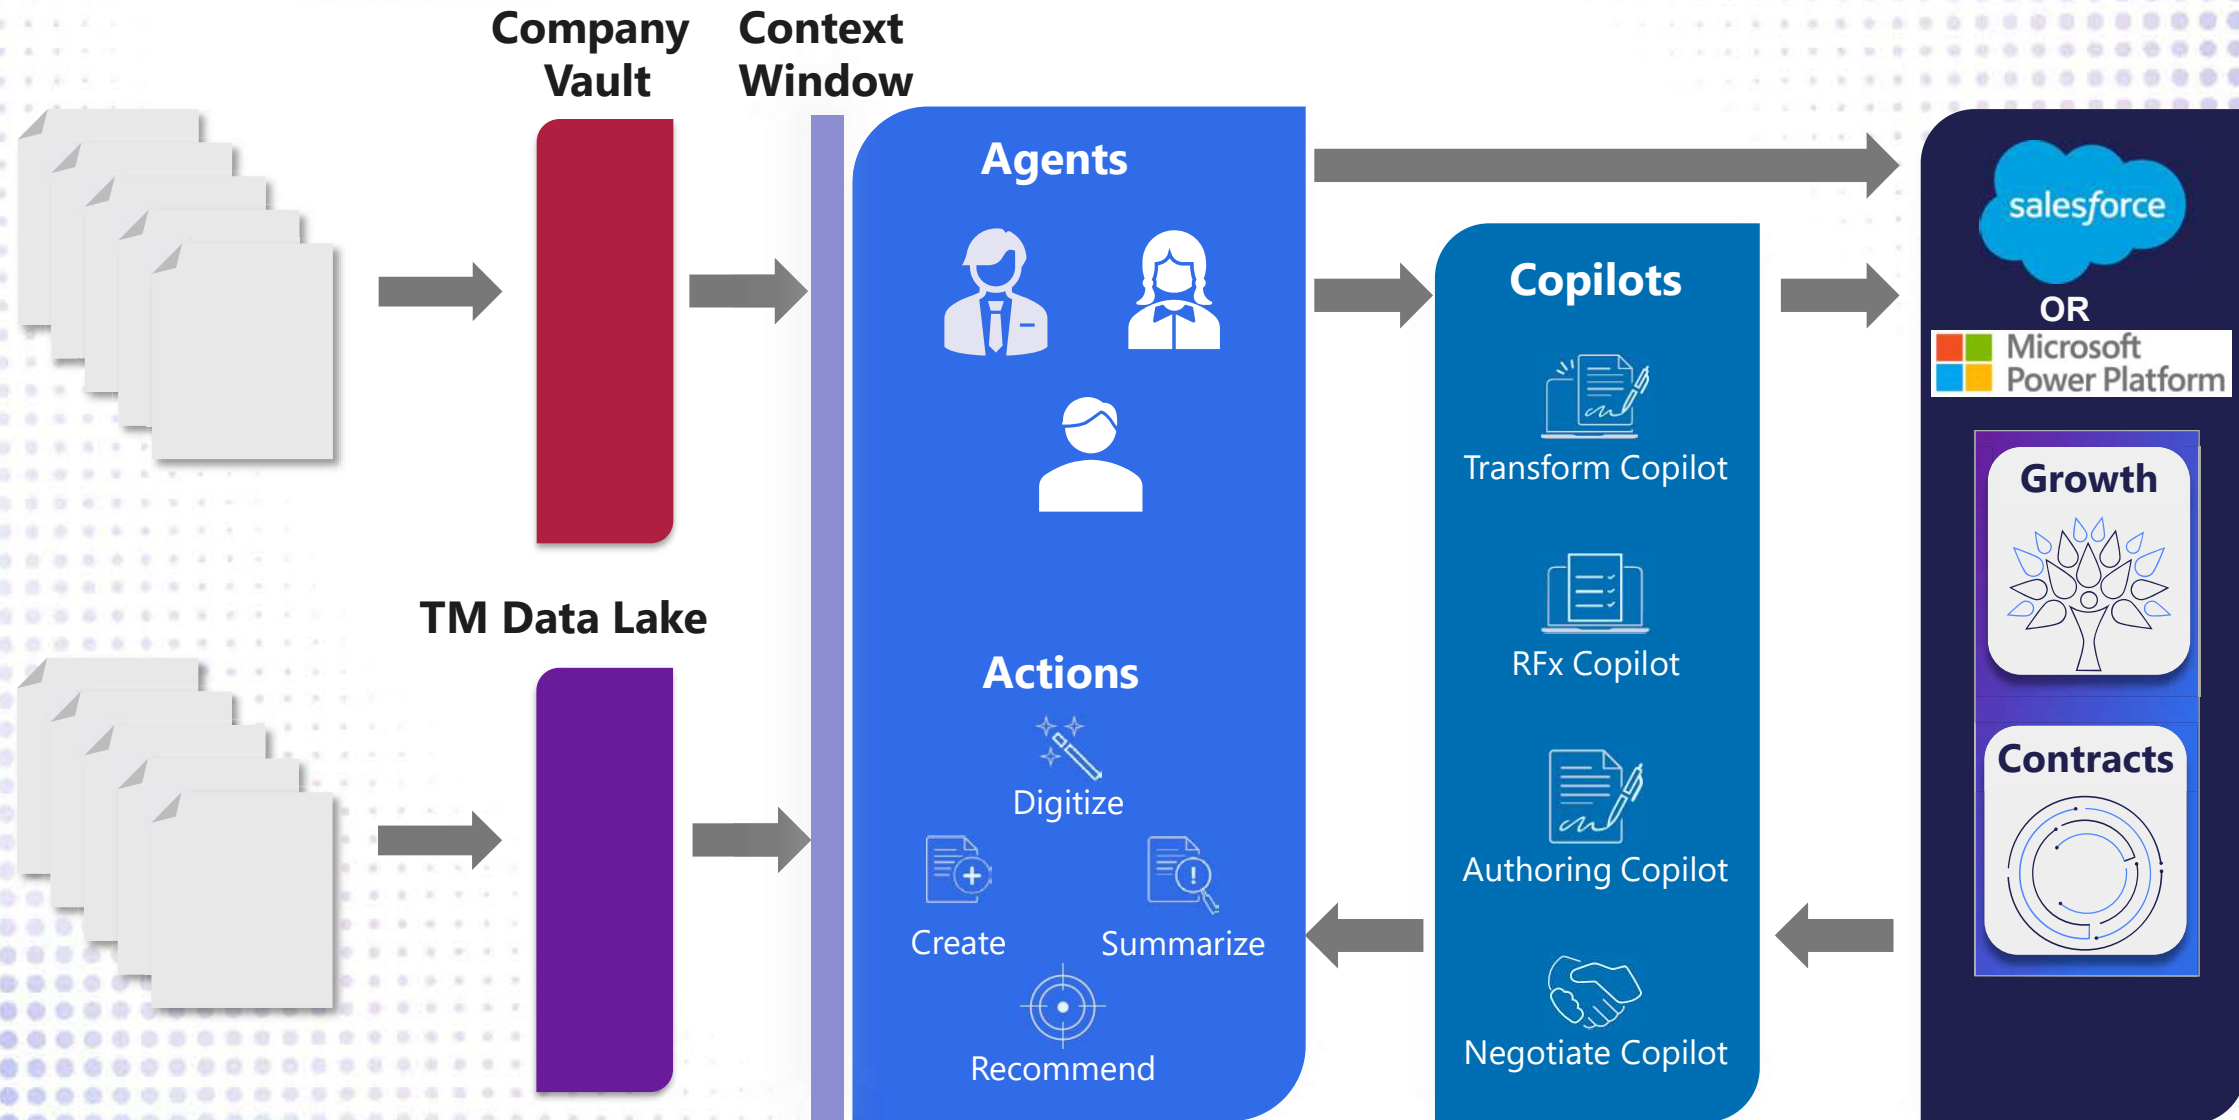 Company
Vault
Context
Window
TM Data Lake
Agents
Actions
Digitize
Create
Summarize
Recommend
Copilots
Transform Copilot
RFx Copilot
Authoring Copilot
Negotiate Copilot
salesforce
OR
Microsoft
Power Platform
Growth
Contracts